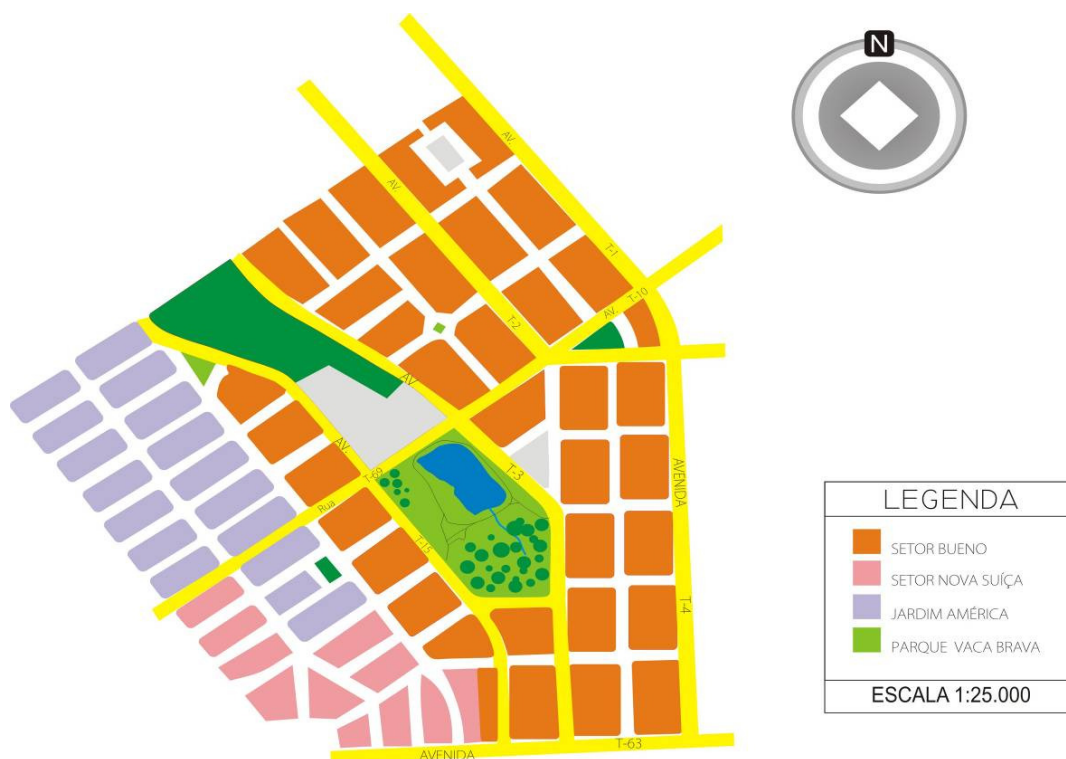 N
AV.
T-1
AV.
T-2
AV. T-10
AV
T-3
AV.
T-15
Rua T-69
AVENIDA
T-4
AVENIDA T-63
LEGENDA
SETOR BUENO
SETOR NOVA SUÍÇA
JARDIM AMÉRICA
PARQUE VACA BRAVA
ESCALA 1:25.000